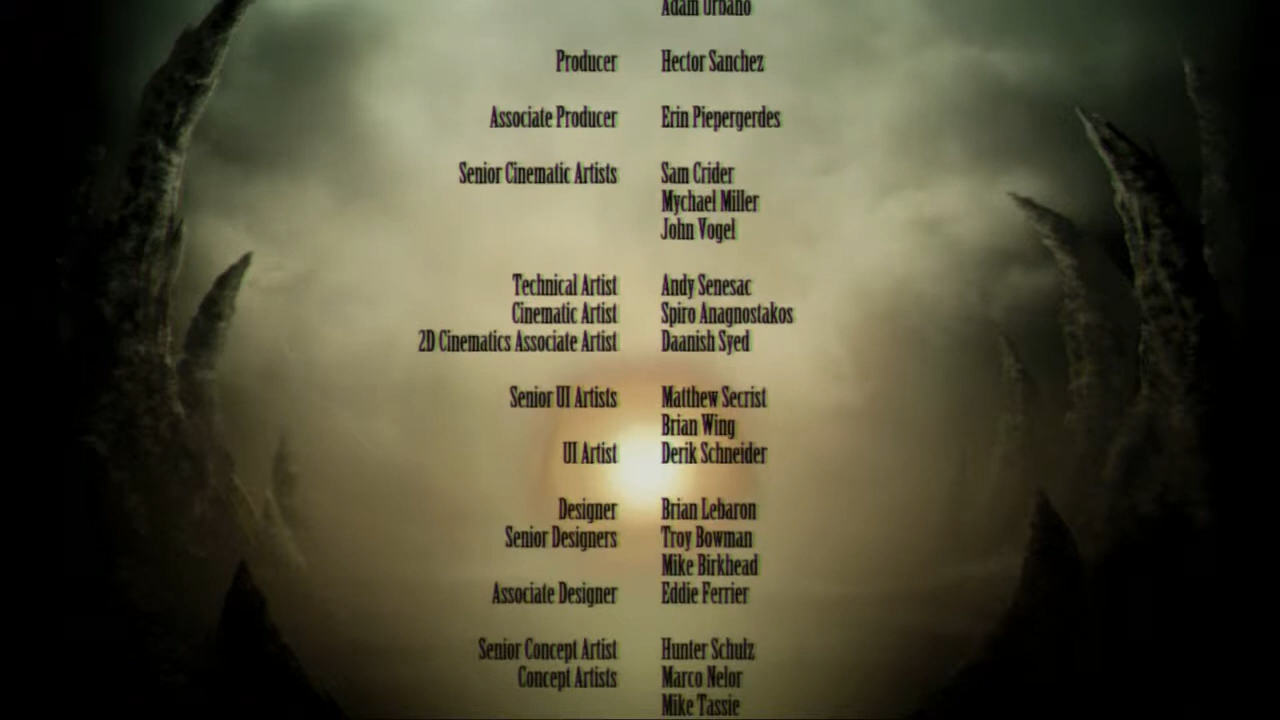 Adam Urbano
Producer Hector Sanchez
Associate Producer Erin Piepergerdes
Senior Cinematic Artists Sam Crider
Mychael Miller
John Vogel
Technical Artist Andy Senesac
Cinematic Artist Spiro Anagnostakos
2D Cinematics Associate Artist Daanish Syed
Senior UI Artists Matthew Secrist
Brian Wing
UI Artist Derik Schneider
Designer Brian Lebaron
Senior Designers Troy Bowman
Mike Birkhead
Associate Designer Eddie Ferrier
Senior Concept Artist Hunter Schulz
Concept Artists Marco Nelor
Mike Tassie